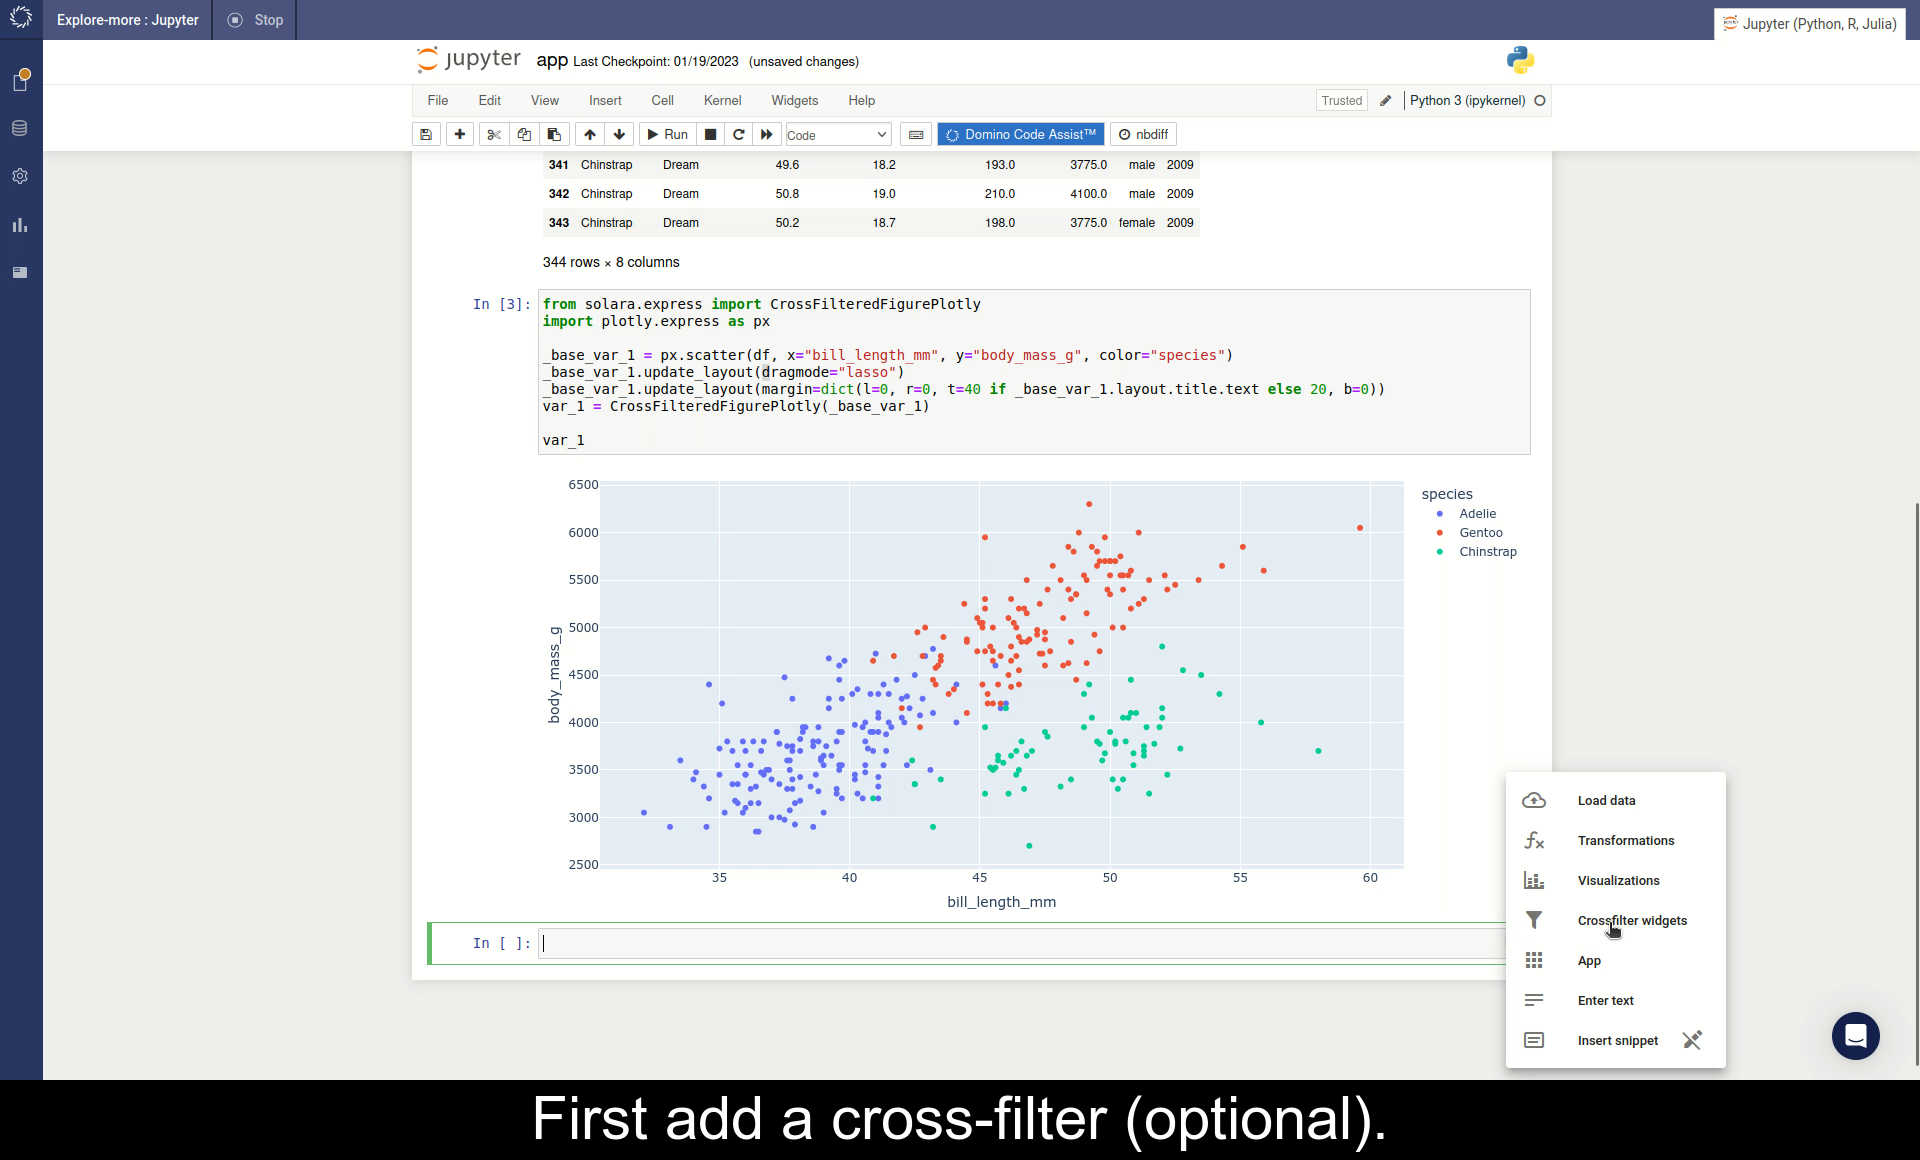 Explore-more : Jupyter
Stop
Jupyter (Python, R, Julia)
jupyter app Last Checkpoint: 01/19/2023 (unsaved changes)
File Edit View Insert Cell Kernel Widgets Help
Trusted
Python 3 (ipykernel)
Run
Code
Domino Code Assist™
nbdiff
341 Chinstrap Dream 49.6 18.2 193.0 3775.0 male 2009
342 Chinstrap Dream 50.8 19.0 210.0 4100.0 male 2009
343 Chinstrap Dream 50.2 18.7 198.0 3775.0 female 2009
344 rows × 8 columns
In [3]:
from solara.express import CrossFilteredFigurePlotly
import plotly.express as px
_base_var_1 = px.scatter(df, x="bill_length_mm", y="body_mass_g", color="species")
_base_var_1.update_layout(dragmode="lasso")
_base_var_1.update_layout(margin=dict(l=0, r=0, t=40 if _base_var_1.layout.title.text else 20, b=0))
var_1 = CrossFilteredFigurePlotly(_base_var_1)
var_1
6500
6000
5500
5000
4500
4000
3500
3000
2500
body_mass_g
35 40 45 50 55 60
bill_length_mm
species
Adelie
Gentoo
Chinstrap
In [ ]:
Load data
Transformations
Visualizations
Crossfilter widgets
App
Enter text
Insert snippet
First add a cross-filter (optional).